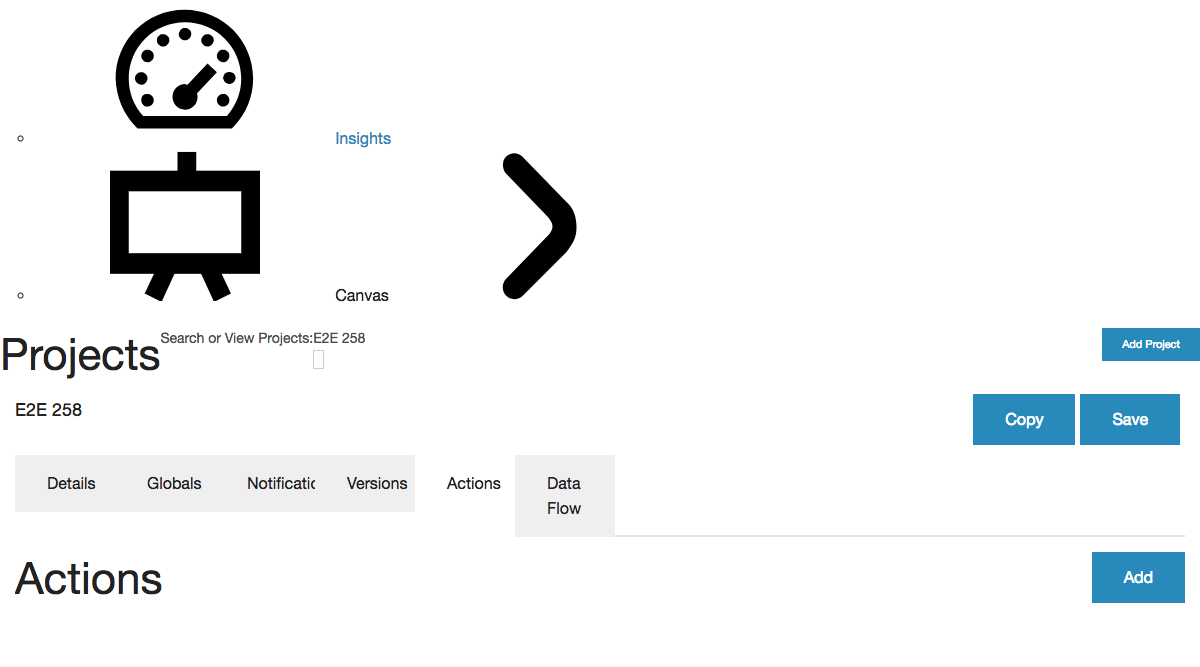 Insights
Canvas
Projects
Search or View Projects:E2E 258
Add Project
E2E 258
Copy
Save
Details
Globals
Notificatic
Versions
Actions
Data
Flow
Actions
Add